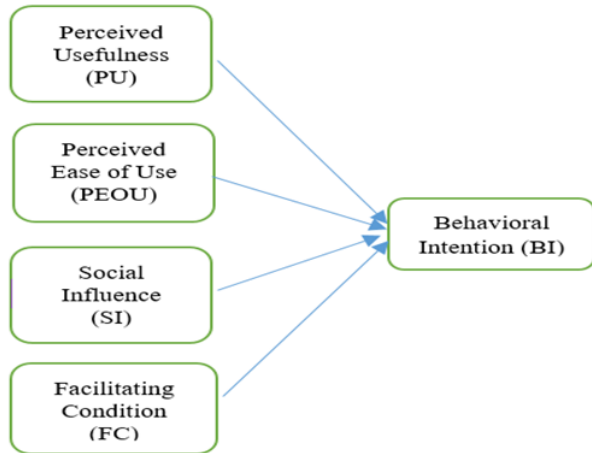 Perceived
Usefulness
(PU)
Perceived
Ease of Use
(PEOU)
Social
Influence
(SI)
Facilitating
Condition
(FC)
Behavioral
Intention (BI)